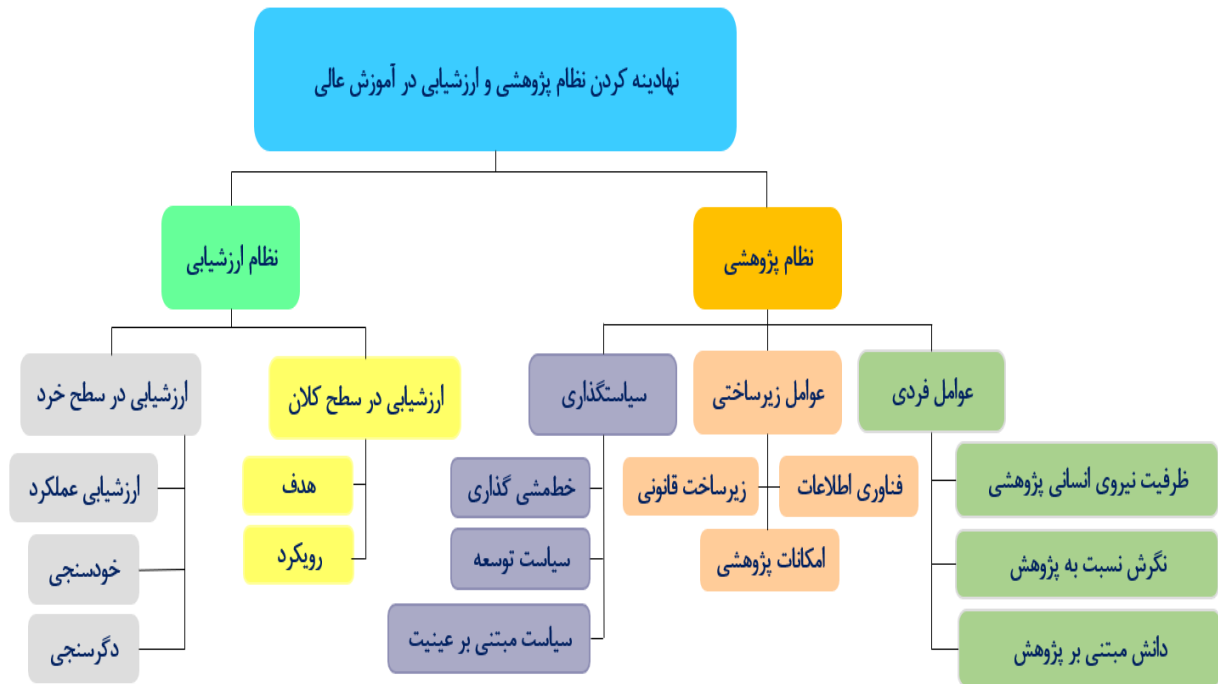 نهادینه کردن نظام پژوهشی و ارزشیابی در آموزش عالی
نظام پژوهشی
نظام ارزشیابی
عوامل فردی
عوامل زیرساختی
سیاستگذاری
ارزشیابی در سطح کلان
ارزشیابی در سطح خرد
ظرفیت نیروی انسانی پژوهشی
نگرش نسبت به پژوهش
دانش مبتنی بر پژوهش
فناوری اطلاعات
زیرساخت قانونی
امکانات پژوهشی
خطمشی گذاری
سیاست توسعه
سیاست مبتنی بر عینیت
هدف
رویکرد
ارزشیابی عملکرد
خودسنجی
دگرسنجی